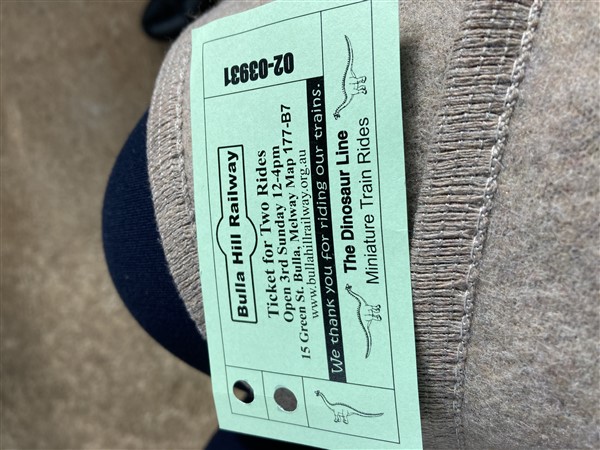 Bulla Hill Railway
02-03931
Ticket for Two Rides
Open 3rd Sunday 12-4pm
15 Green St. Bulla, Melway Map 177-B7
www.bullahillrailway.org.au
We thank you for riding our trains.
The Dinosaur Line
Miniature Train Rides